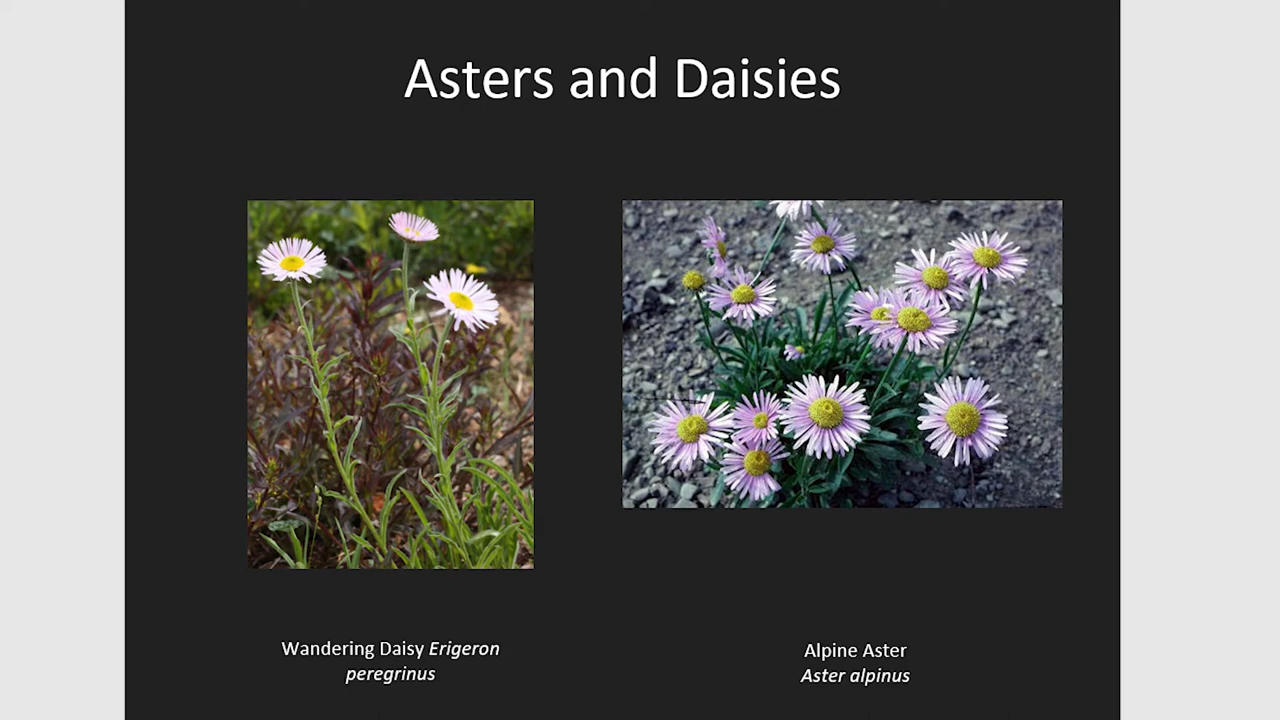 Asters and Daisies
Wandering Daisy Erigeron
peregrinus
Alpine Aster
Aster alpinus